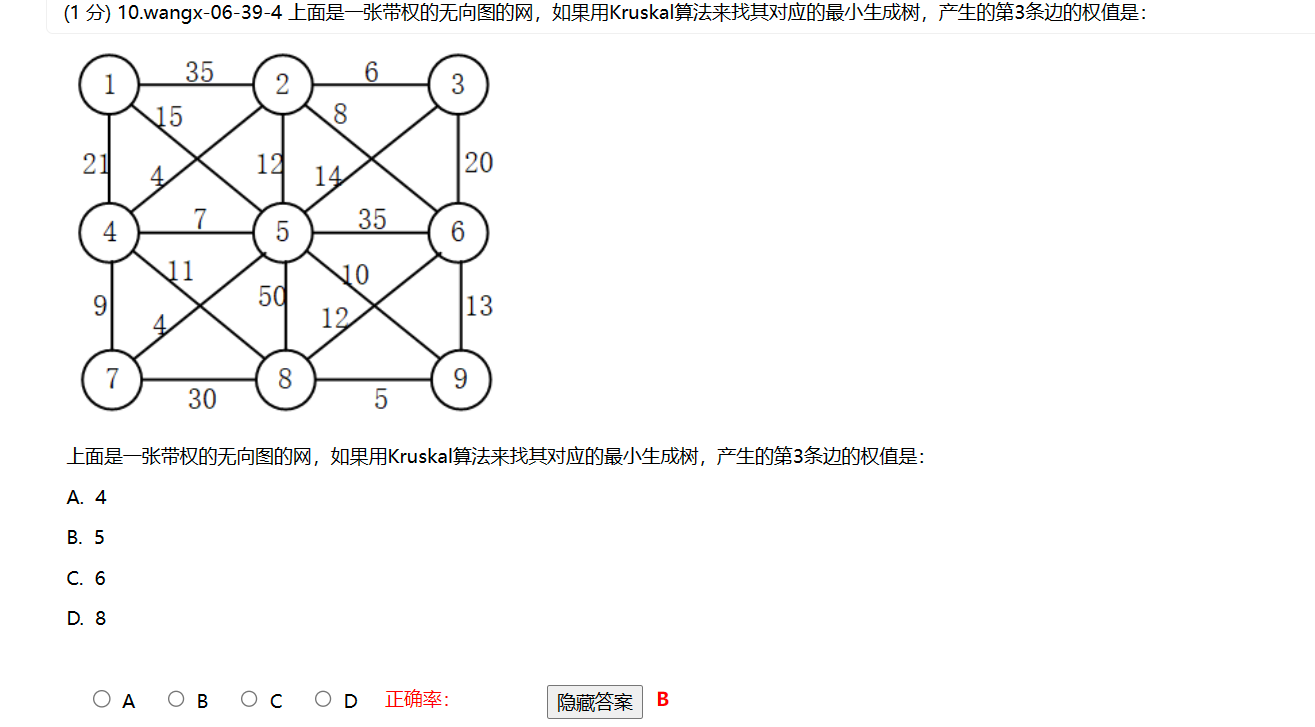 (1 分) 10.wangx-06-39-4 上面是一张带权的无向图的网，如果用Kruskal算法来找其对应的最小生成树，产生的第3条边的权值是：
1 35 2 6 3
15 8
21 4 12 14 20
4 7 5 35 6
11 10
9 4 50 12 13
7 30 8 5 9
上面是一张带权的无向图的网，如果用Kruskal算法来找其对应的最小生成树，产生的第3条边的权值是：
A. 4
B. 5
C. 6
D. 8
A B C D 正确率： 隐藏答案 B